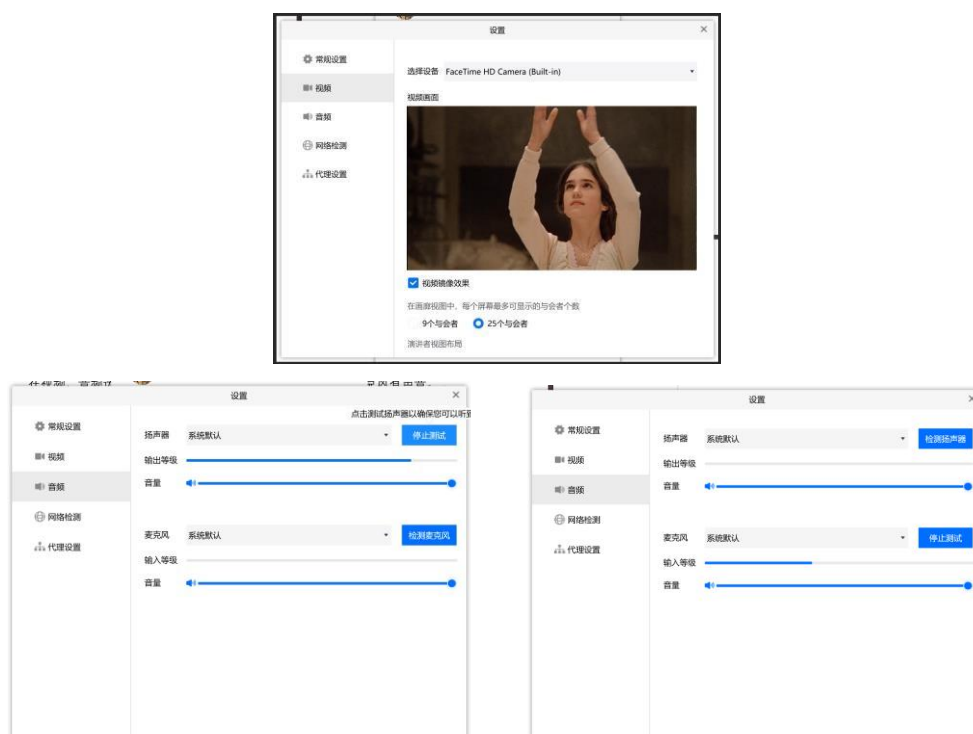 设置
常规设置
视频
音频
网络检测
代理设置
选择设备 FaceTime HD Camera (Built-in)
视频画面
视频镜像效果
在画廊视图中，每个屏幕最多可显示的与会者个数
9个与会者 25个与会者
演讲者视图布局
设置
点击测试扬声器以确保您可以听到
常规设置
视频
音频
网络检测
代理设置
扬声器 系统默认 停止测试
输出等级
音量
麦克风 系统默认 检测麦克风
输入等级
音量
设置
常规设置
视频
音频
网络检测
代理设置
扬声器 系统默认 检测扬声器
输出等级
音量
麦克风 系统默认 停止测试
输入等级
音量